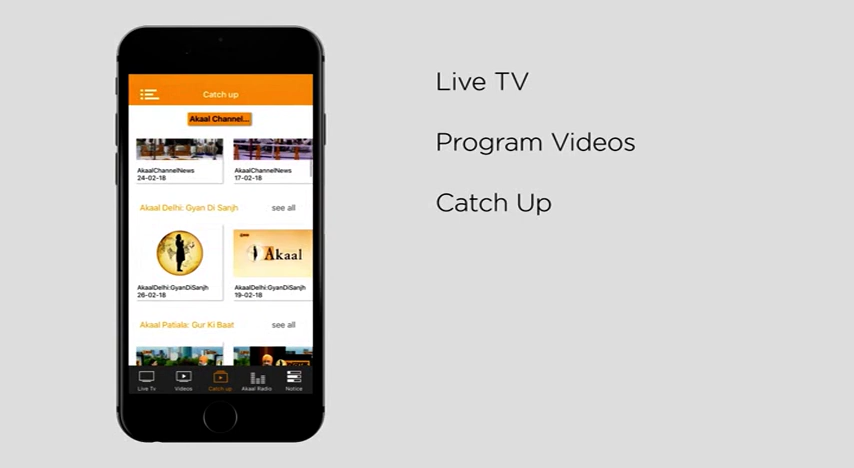 Live TV
Program Videos
Catch Up
Catch up
Akaal Channel...
AkaalChannelNews
24-02-18
AkaalChannelNews
17-02-18
Akaal Delhi: Gyan Di Sanjh
see all
Akaal
AkaalDelhi:GyanDiSanjh
26-02-18
AkaalDelhi:GyanDiSanjh
19-02-18
Akaal Patiala: Gur Ki Baat
see all
Live Tv
Videos
Catch up
Akaal Radio
Notice